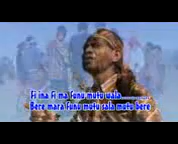 Fi ina fi ma funu mutu wala..............
Bere mara funu mutu sala mutu bere